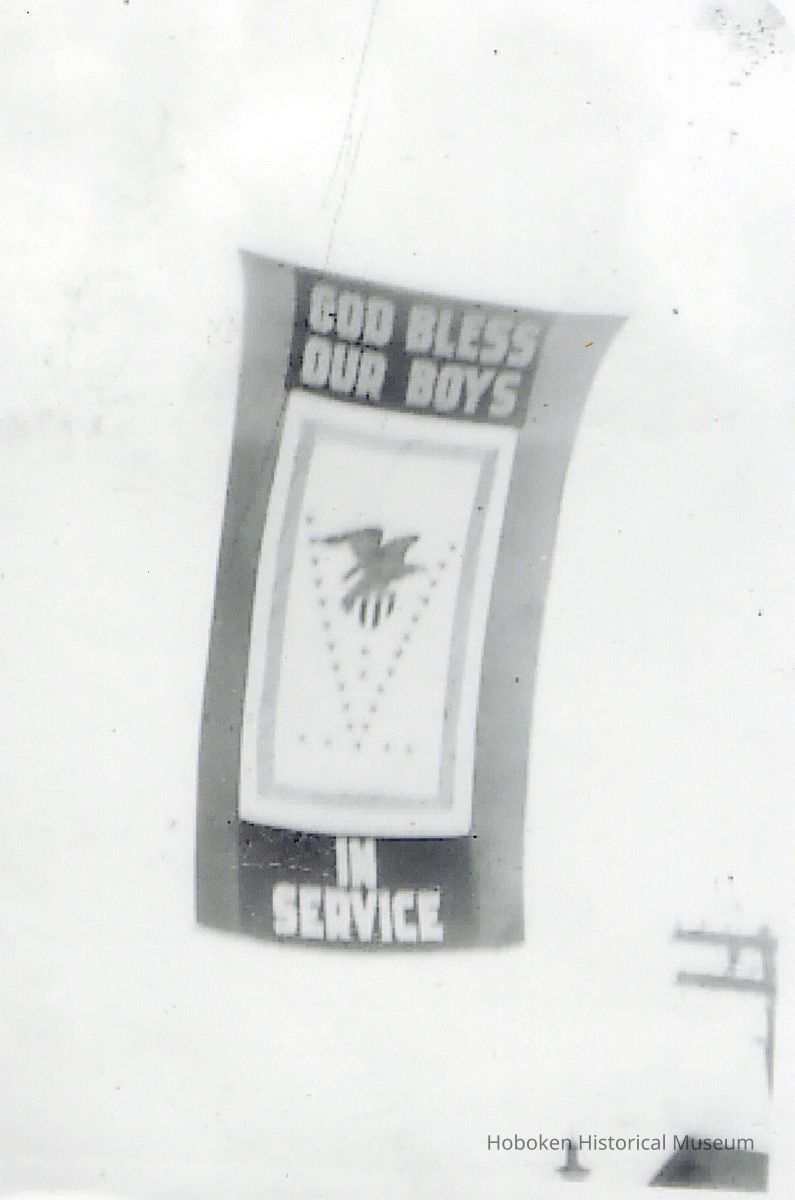 GOD BLESS
OUR BOYS
IN
SERVICE
Hoboken Historical Museum